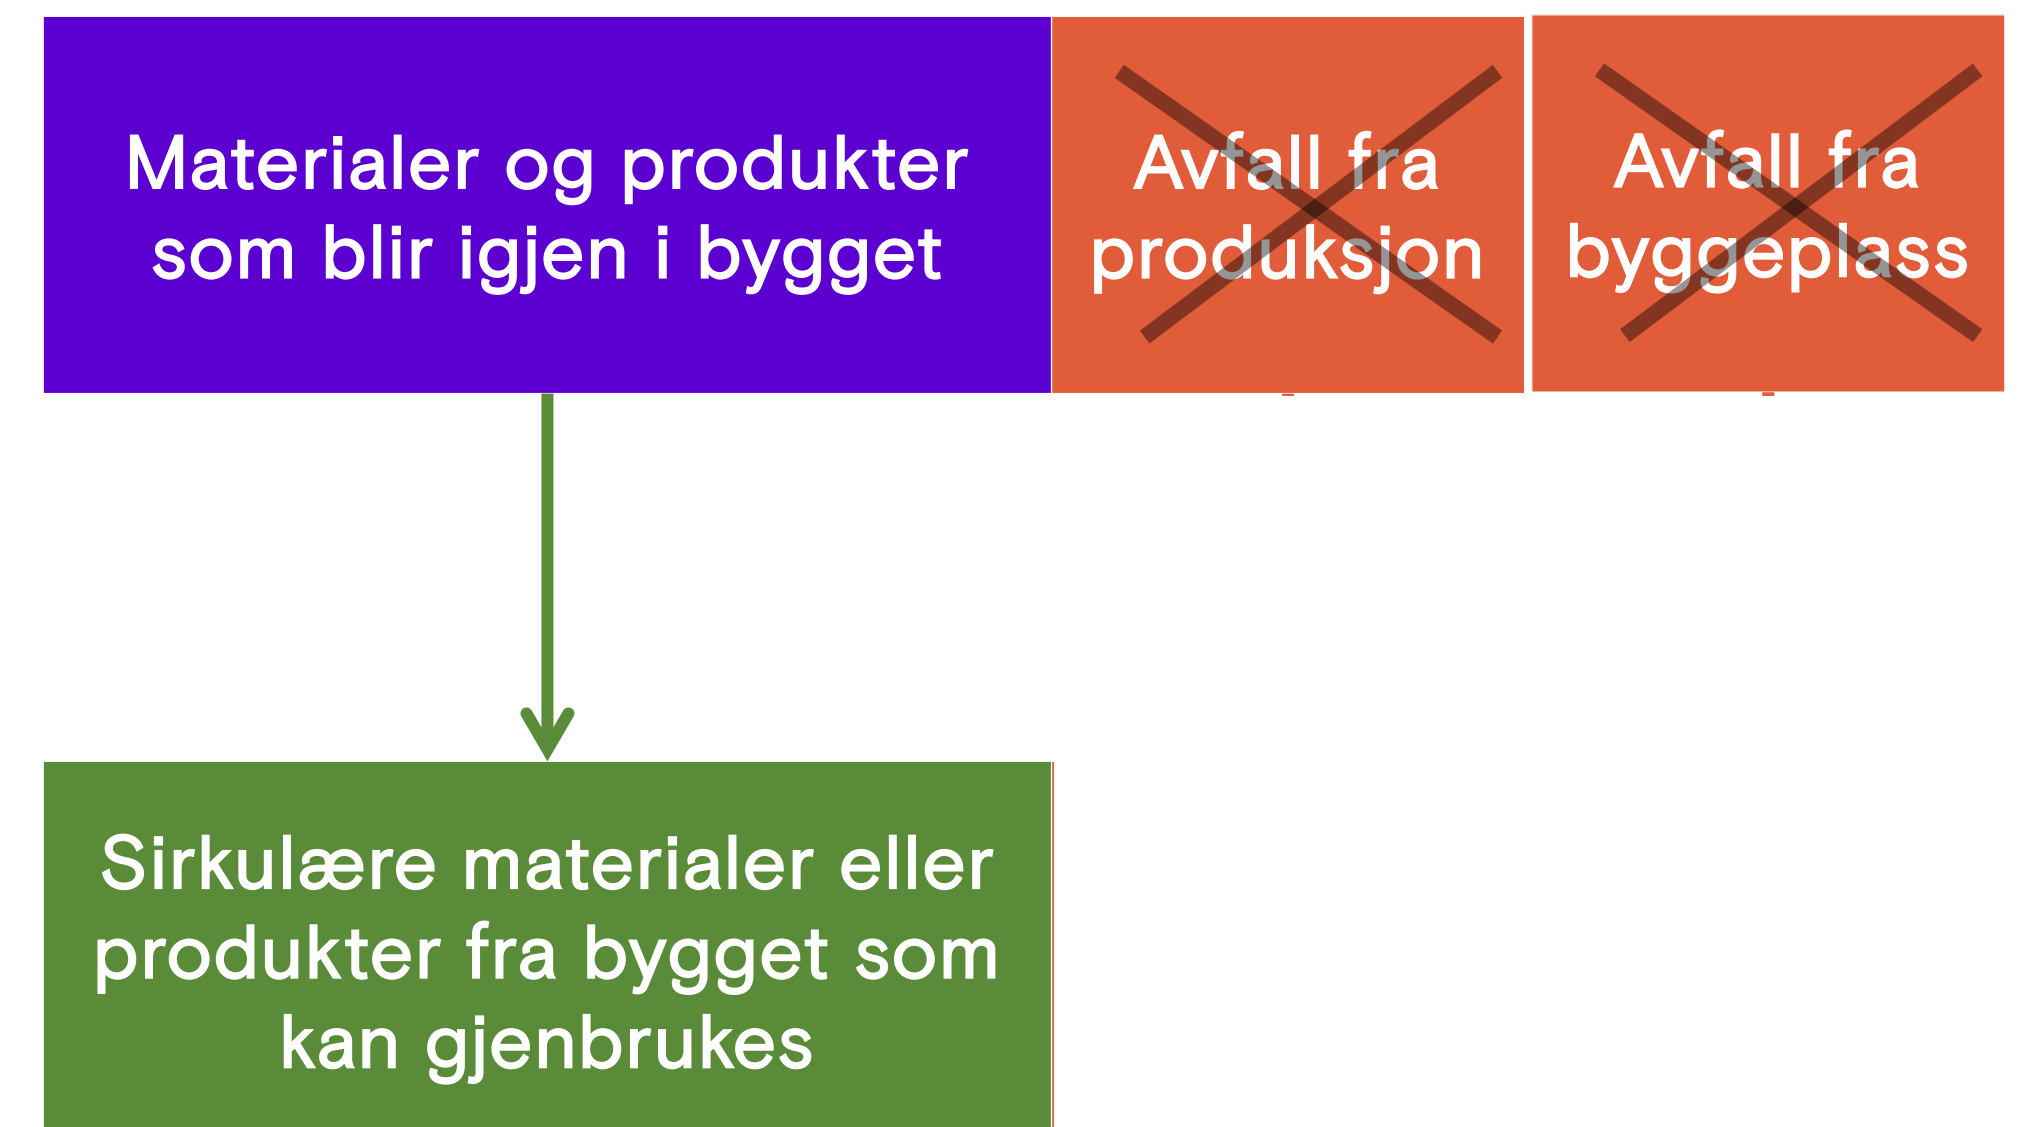 Materialer og produkter
som blir igjen i bygget
Avfall fra
produksjon
Avfall fra
byggeplass
Sirkulære materialer eller
produkter fra bygget som
kan gjenbrukes